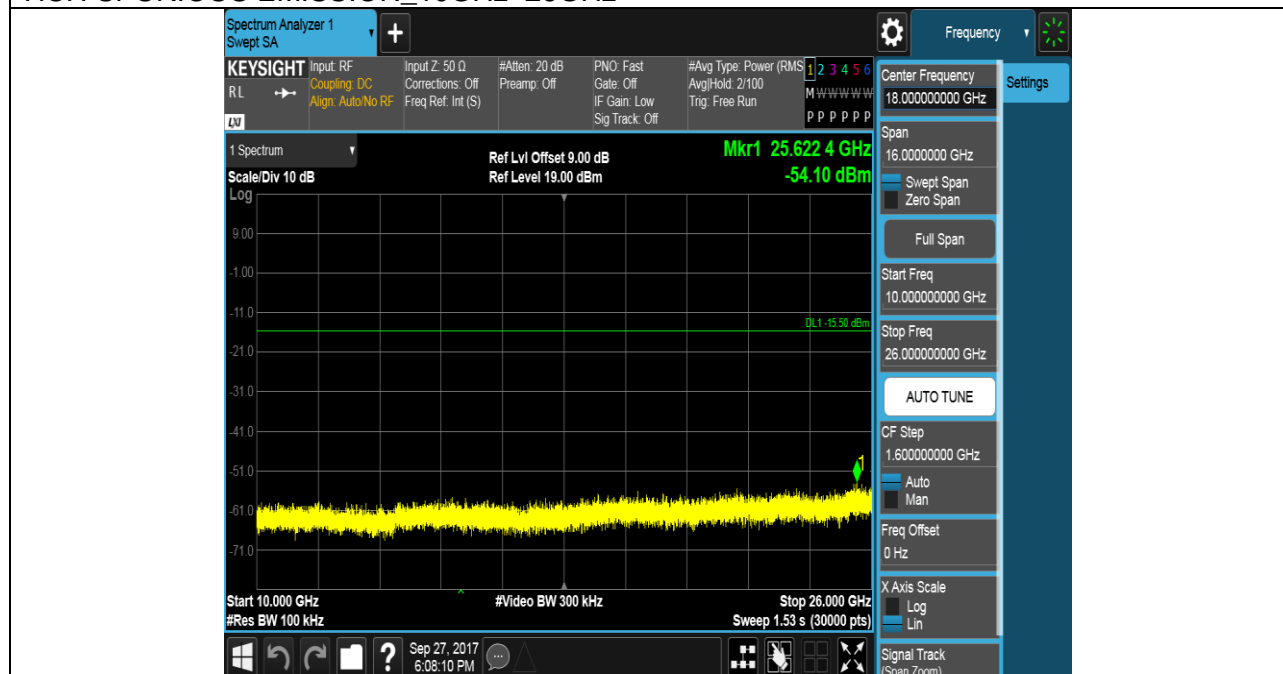 Spectrum Analyzer 1
Swept SA
+
Frequency
KEYSIGHT
RL
LXI
Input: RF
Coupling: DC
Align: Auto/No RF
Input Z: 50 Ω
Corrections: Off
Freq Ref: Int (S)
#Atten: 20 dB
Preamp: Off
PNO: Fast
Gate: Off
IF Gain: Low
Sig Track: Off
#Avg Type: Power (RMS
Avg|Hold: 2/100
Trig: Free Run
1 2 3 4 5 6
M W W W W W
P P P P P P
1 Spectrum
Scale/Div 10 dB
Log
Ref Lvl Offset 9.00 dB
Ref Level 19.00 dBm
Mkr1 25.622 4 GHz
-54.10 dBm
9.00
-1.00
-11.0
DL1 -15.50 dBm
-21.0
-31.0
-41.0
-51.0
1
-61.0
-71.0
Start 10.000 GHz
#Res BW 100 kHz
#Video BW 300 kHz
Stop 26.000 GHz
Sweep 1.53 s (30000 pts)
?
Sep 27, 2017
6:08:10 PM
Center Frequency
18.000000000 GHz
Settings
Span
16.0000000 GHz
Swept Span
Zero Span
Full Span
Start Freq
10.000000000 GHz
Stop Freq
26.000000000 GHz
AUTO TUNE
CF Step
1.600000000 GHz
Auto
Man
Freq Offset
0 Hz
X Axis Scale
Log
Lin
Signal Track
(Span Zoom)